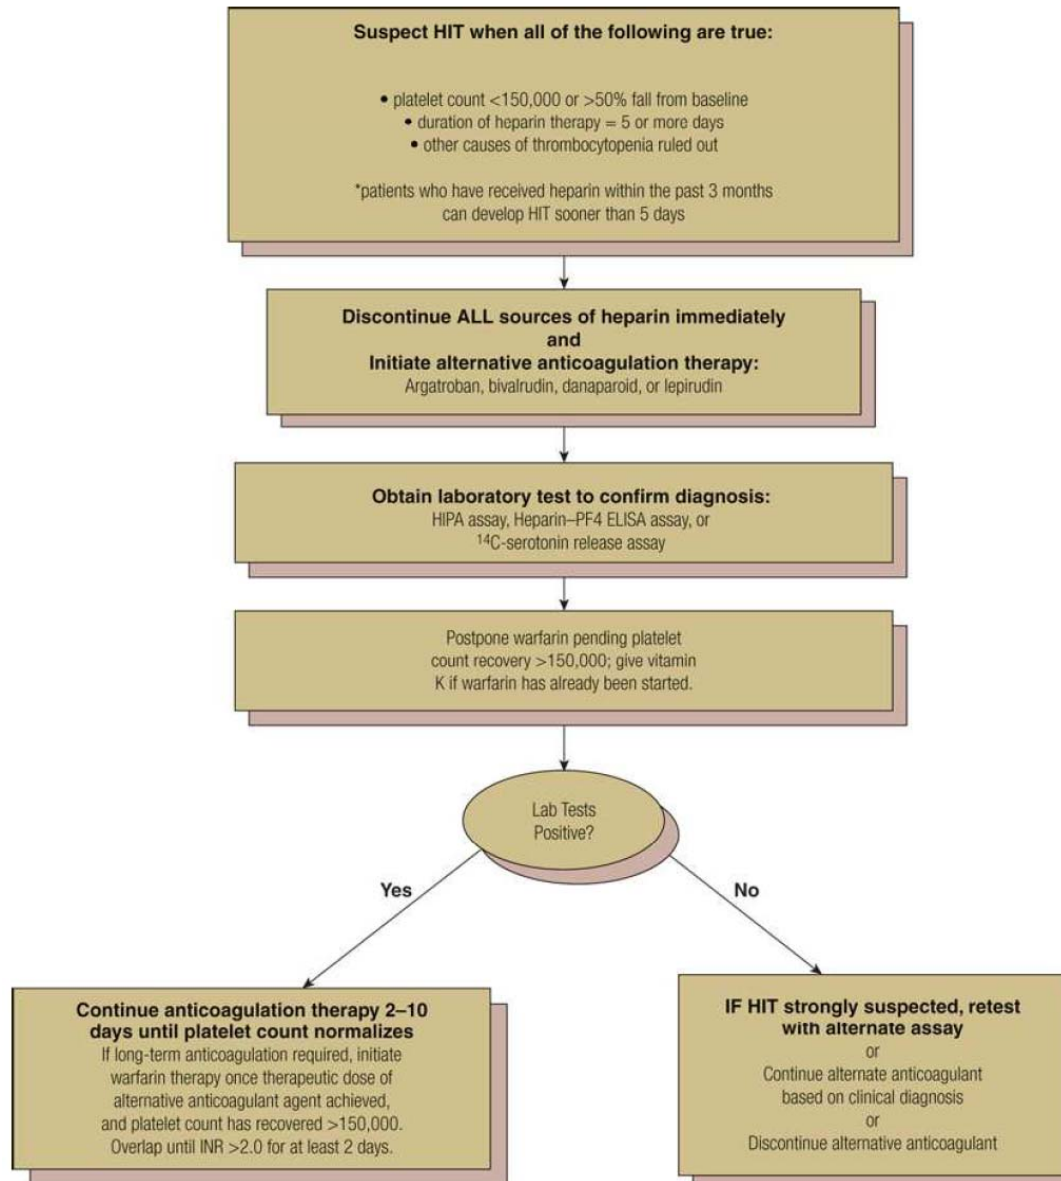 Suspect HIT when all of the following are true:
• platelet count <150,000 or >50% fall from baseline
• duration of heparin therapy = 5 or more days
• other causes of thrombocytopenia ruled out
*patients who have received heparin within the past 3 months
can develop HIT sooner than 5 days
Discontinue ALL sources of heparin immediately
and
Initiate alternative anticoagulation therapy:
Argatroban, bivalrudin, danaparoid, or lepirudin
Obtain laboratory test to confirm diagnosis:
HIPA assay, Heparin–PF4 ELISA assay, or
¹⁴C-serotonin release assay
Postpone warfarin pending platelet
count recovery >150,000; give vitamin
K if warfarin has already been started.
Lab Tests
Positive?
Yes
No
Continue anticoagulation therapy 2–10
days until platelet count normalizes
If long-term anticoagulation required, initiate
warfarin therapy once therapeutic dose of
alternative anticoagulant agent achieved,
and platelet count has recovered >150,000.
Overlap until INR >2.0 for at least 2 days.
IF HIT strongly suspected, retest
with alternate assay
or
Continue alternate anticoagulant
based on clinical diagnosis
or
Discontinue alternative anticoagulant